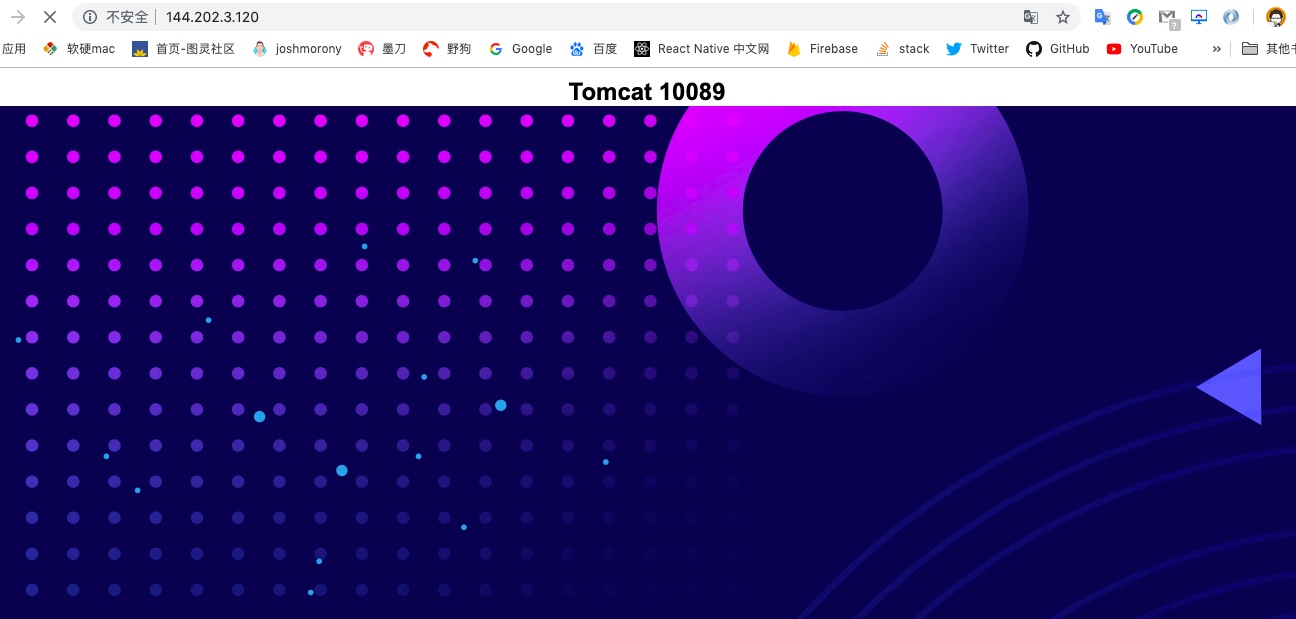 不安全 144.202.3.120
应用 软硬mac 首页-图灵社区 joshmorony 墨刀 野狗 Google 百度 React Native 中文网 Firebase stack Twitter GitHub YouTube » 其他
Tomcat 10089